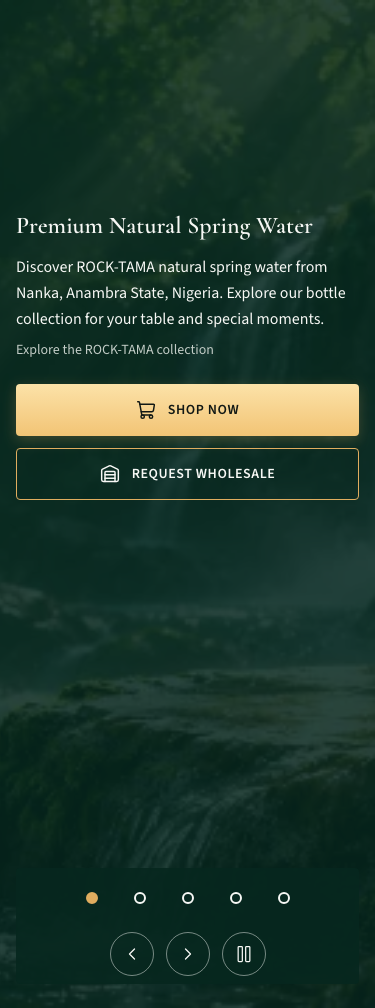 Premium Natural Spring Water
Discover ROCK-TAMA natural spring water from
Nanka, Anambra State, Nigeria. Explore our bottle
collection for your table and special moments.
Explore the ROCK-TAMA collection
SHOP NOW
REQUEST WHOLESALE